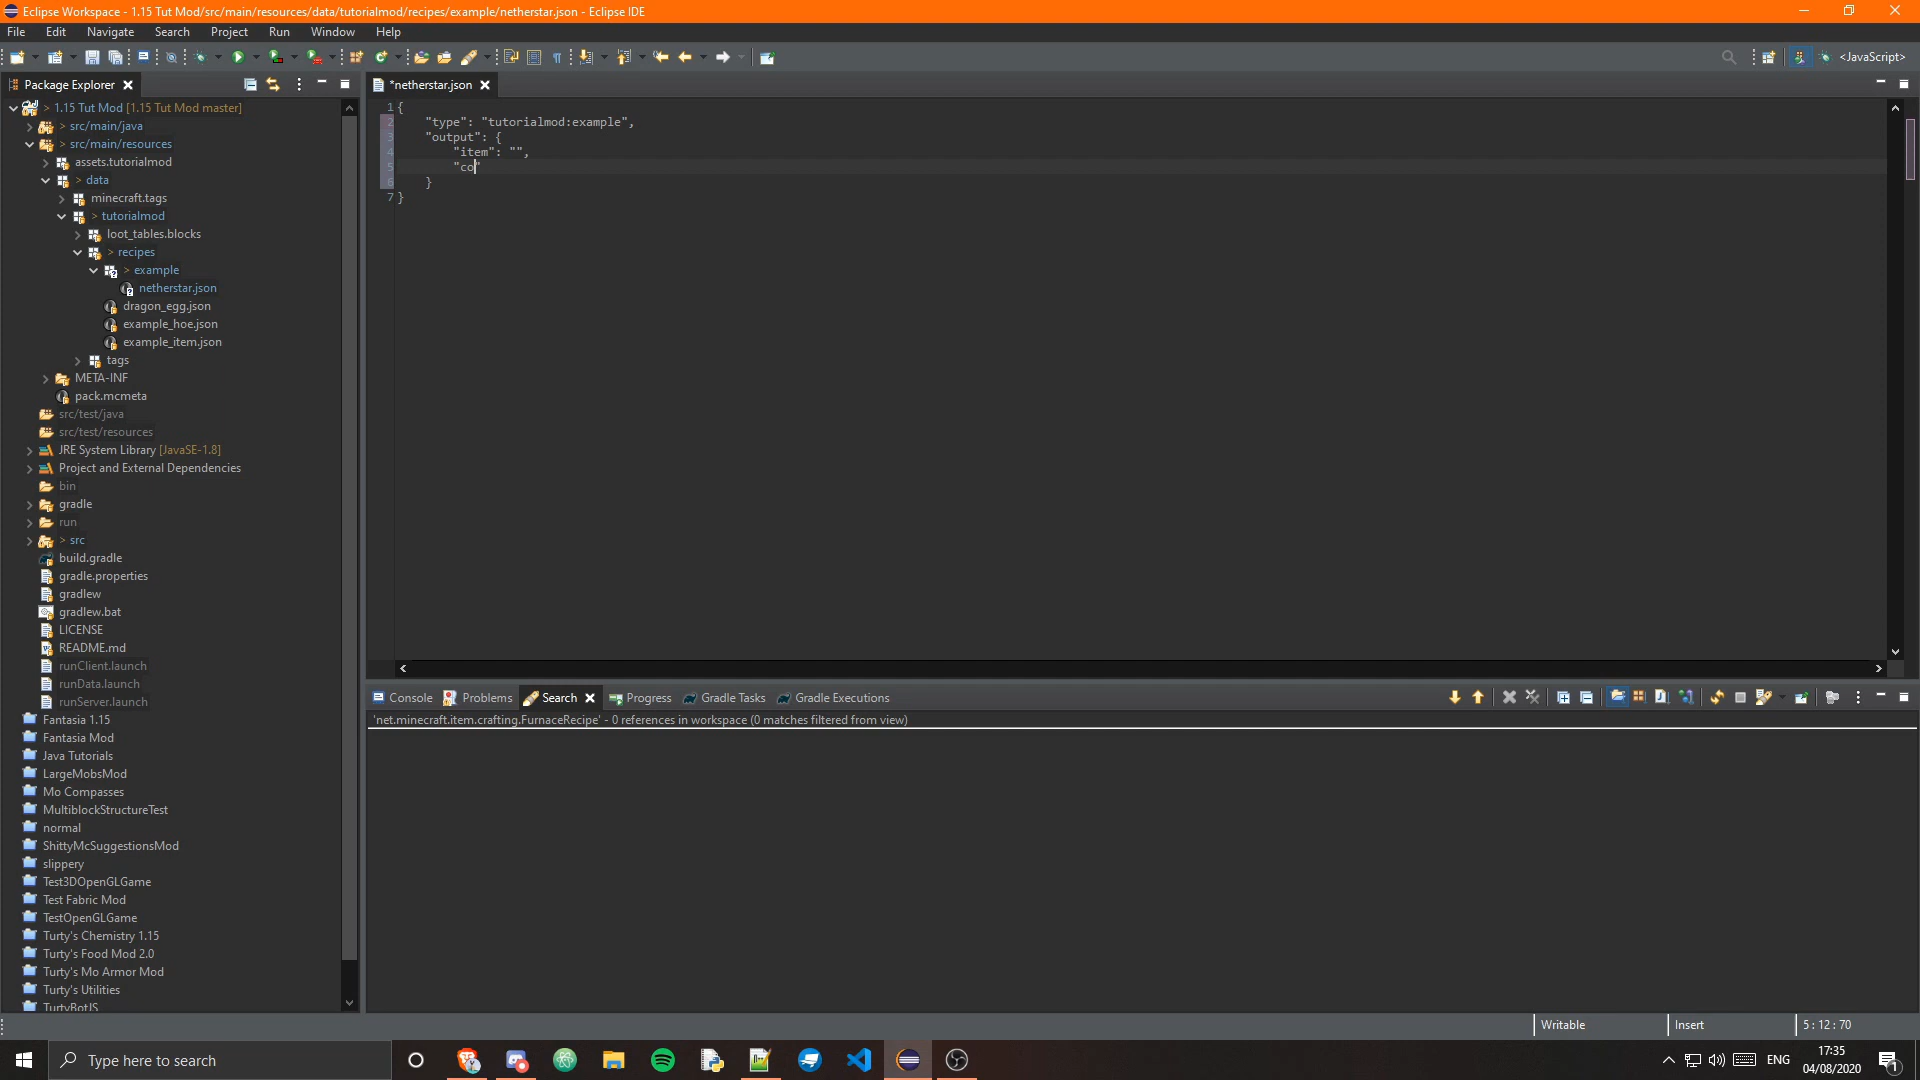 Eclipse Workspace - 1.15 Tut Mod/src/main/resources/data/tutorialmod/recipes/example/netherstar.json - Eclipse IDE
File Edit Navigate Search Project Run Window Help
<JavaScript>
Package Explorer
*netherstar.json
> 1.15 Tut Mod [1.15 Tut Mod master]
> src/main/java
> src/main/resources
assets.tutorialmod
> data
minecraft.tags
> tutorialmod
loot_tables.blocks
> recipes
> example
netherstar.json
dragon_egg.json
example_hoe.json
example_item.json
tags
META-INF
pack.mcmeta
src/test/java
src/test/resources
JRE System Library [JavaSE-1.8]
Project and External Dependencies
bin
gradle
run
> src
build.gradle
gradle.properties
gradlew
gradlew.bat
LICENSE
README.md
runClient.launch
runData.launch
runServer.launch
Fantasia 1.15
Fantasia Mod
Java Tutorials
LargeMobsMod
Mo Compasses
MultiblockStructureTest
normal
ShittyMcSuggestionsMod
slippery
Test3DOpenGLGame
Test Fabric Mod
TestOpenGLGame
Turty's Chemistry 1.15
Turty's Food Mod 2.0
Turty's Mo Armor Mod
Turty's Utilities
TurtyBotJS
1 {
2 "type": "tutorialmod:example",
3 "output": {
4 "item": "",
5 "co"
6 }
7 }
Console Problems Search Progress Gradle Tasks Gradle Executions
'net.minecraft.item.crafting.FurnaceRecipe' - 0 references in workspace (0 matches filtered from view)
Writable Insert 5 : 12 : 70
Type here to search
ENG
17:35
04/08/2020
1